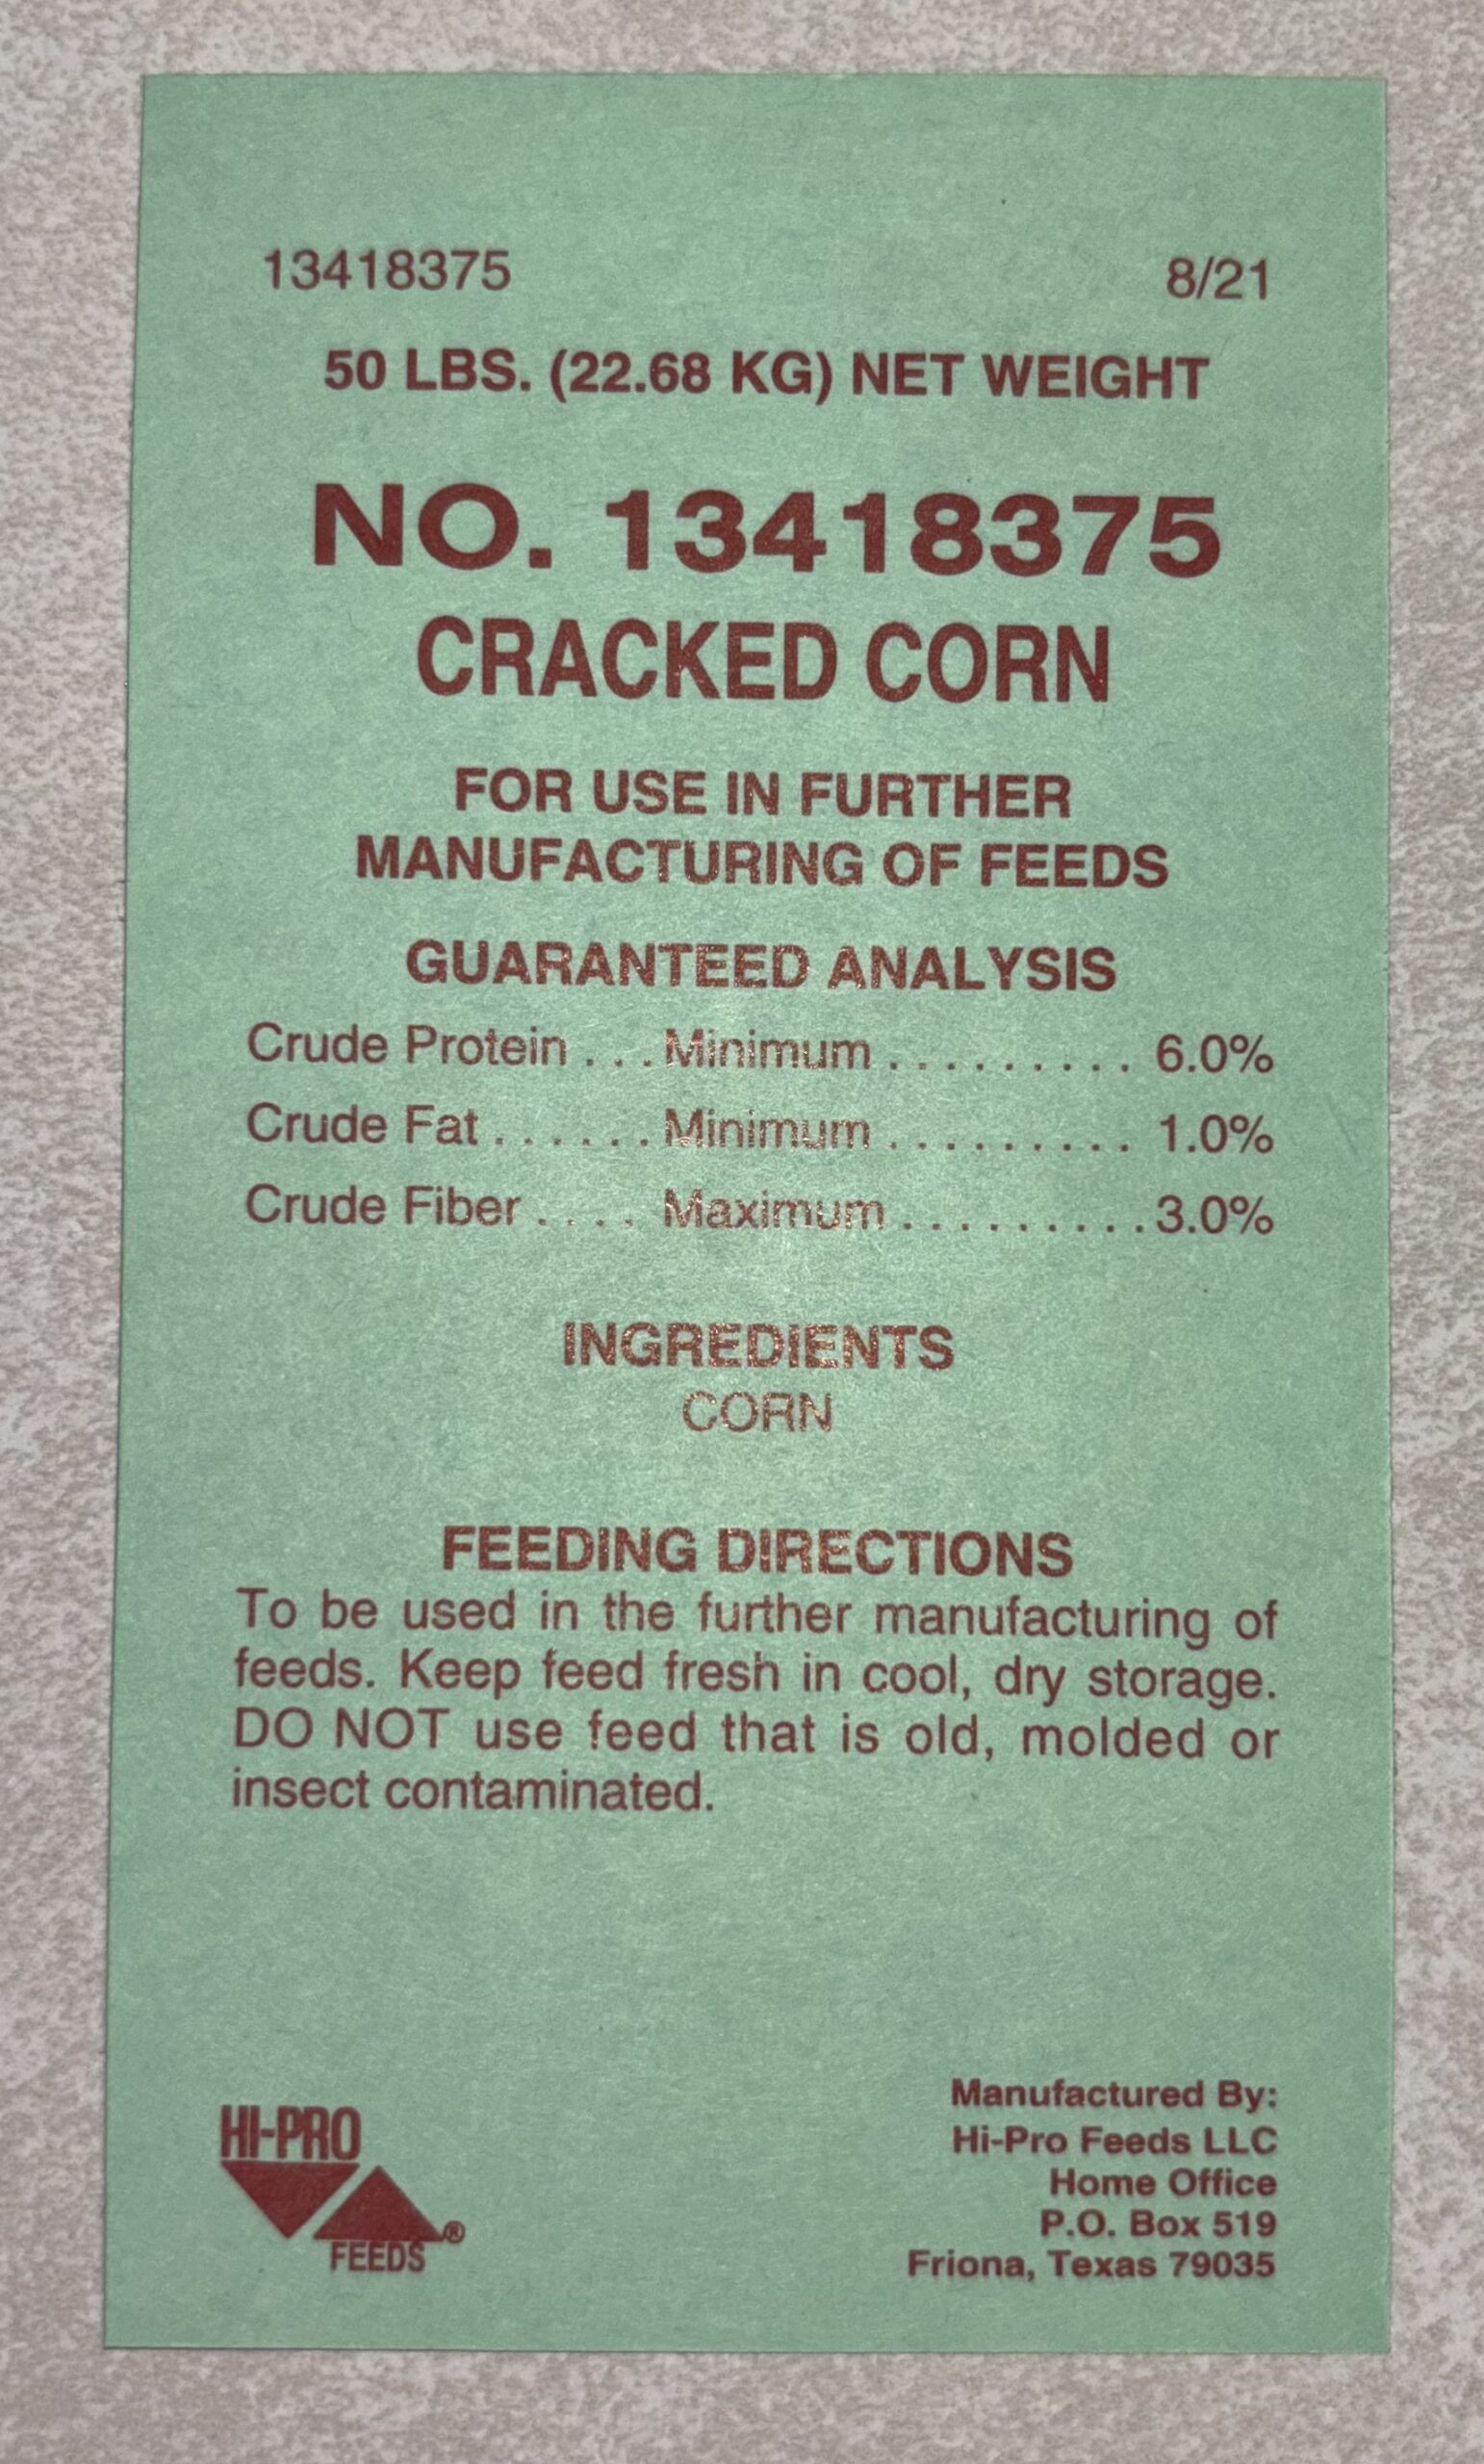 13418375 8/21
50 LBS. (22.68 KG) NET WEIGHT
NO. 13418375
CRACKED CORN
FOR USE IN FURTHER
MANUFACTURING OF FEEDS
GUARANTEED ANALYSIS
Crude Protein . . . Minimum . . . . . . . . . 6.0%
Crude Fat . . . . . . Minimum . . . . . . . . . 1.0%
Crude Fiber . . . . Maximum . . . . . . . . . 3.0%
INGREDIENTS
CORN
FEEDING DIRECTIONS
To be used in the further manufacturing of
feeds. Keep feed fresh in cool, dry storage.
DO NOT use feed that is old, molded or
insect contaminated.
HI-PRO
FEEDS®
Manufactured By:
Hi-Pro Feeds LLC
Home Office
P.O. Box 519
Friona, Texas 79035